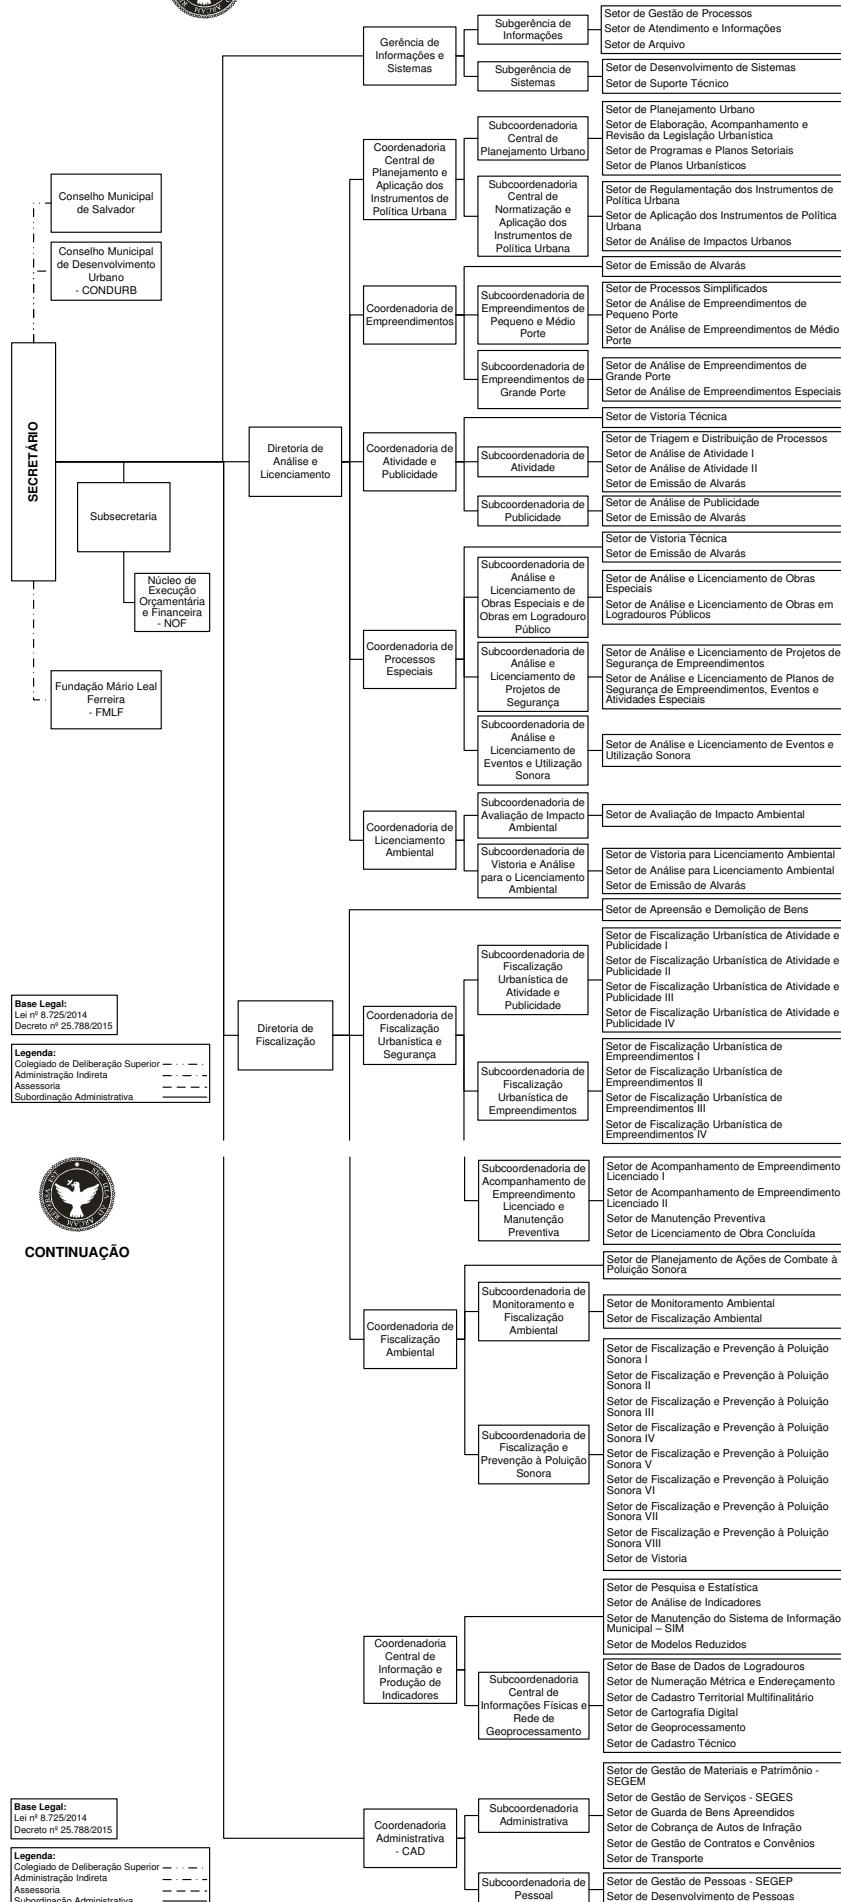 Gerência de
Informações e
Sistemas
Subgerência de
Informações
Setor de Gestão de Processos
Setor de Atendimento e Informações
Setor de Arquivo
Subgerência de
Sistemas
Setor de Desenvolvimento de Sistemas
Setor de Suporte Técnico
Conselho Municipal
de Salvador
Conselho Municipal
de Desenvolvimento
Urbano
- CONDURB
SECRETÁRIO
Subsecretaria
Núcleo de
Execução
Orçamentária
e Financeira
- NOF
Fundação Mário Leal
Ferreira
- FMLF
Diretoria de
Análise e
Licenciamento
Coordenadoria
Central de
Planejamento e
Aplicação dos
Instrumentos de
Política Urbana
Subcoordenadoria
Central de
Planejamento Urbano
Setor de Planejamento Urbano
Setor de Elaboração, Acompanhamento e
Revisão da Legislação Urbanística
Setor de Programas e Planos Setoriais
Setor de Planos Urbanísticos
Subcoordenadoria
Central de
Normatização e
Aplicação dos
Instrumentos de
Política Urbana
Setor de Regulamentação dos Instrumentos de
Política Urbana
Setor de Aplicação dos Instrumentos de Política
Urbana
Setor de Análise de Impactos Urbanos
Coordenadoria de
Empreendimentos
Setor de Emissão de Alvarás
Subcoordenadoria de
Empreendimentos de
Pequeno e Médio
Porte
Setor de Processos Simplificados
Setor de Análise de Empreendimentos de
Pequeno Porte
Setor de Análise de Empreendimentos de Médio
Porte
Subcoordenadoria de
Empreendimentos de
Grande Porte
Setor de Análise de Empreendimentos de
Grande Porte
Setor de Análise de Empreendimentos Especiais
Coordenadoria de
Atividade e
Publicidade
Setor de Vistoria Técnica
Subcoordenadoria de
Atividade
Setor de Triagem e Distribuição de Processos
Setor de Análise de Atividade I
Setor de Análise de Atividade II
Setor de Emissão de Alvarás
Subcoordenadoria de
Publicidade
Setor de Análise de Publicidade
Setor de Emissão de Alvarás
Coordenadoria de
Processos
Especiais
Setor de Vistoria Técnica
Setor de Emissão de Alvarás
Subcoordenadoria de
Análise e
Licenciamento de
Obras Especiais e de
Obras em Logradouro
Público
Setor de Análise e Licenciamento de Obras
Especiais
Setor de Análise e Licenciamento de Obras em
Logradouros Públicos
Subcoordenadoria de
Análise e
Licenciamento de
Projetos de
Segurança
Setor de Análise e Licenciamento de Projetos de
Segurança de Empreendimentos
Setor de Análise e Licenciamento de Planos de
Segurança de Empreendimentos, Eventos e
Atividades Especiais
Subcoordenadoria de
Análise e
Licenciamento de
Eventos e Utilização
Sonora
Setor de Análise e Licenciamento de Eventos e
Utilização Sonora
Coordenadoria de
Licenciamento
Ambiental
Subcoordenadoria de
Avaliação de Impacto
Ambiental
Setor de Avaliação de Impacto Ambiental
Subcoordenadoria de
Vistoria e Análise
para o Licenciamento
Ambiental
Setor de Vistoria para Licenciamento Ambiental
Setor de Análise para Licenciamento Ambiental
Setor de Emissão de Alvarás
Setor de Apreensão e Demolição de Bens
Diretoria de
Fiscalização
Coordenadoria de
Fiscalização
Urbanística e
Segurança
Subcoordenadoria de
Fiscalização
Urbanística de
Atividade e
Publicidade
Setor de Fiscalização Urbanística de Atividade e
Publicidade I
Setor de Fiscalização Urbanística de Atividade e
Publicidade II
Setor de Fiscalização Urbanística de Atividade e
Publicidade III
Setor de Fiscalização Urbanística de Atividade e
Publicidade IV
Subcoordenadoria de
Fiscalização
Urbanística de
Empreendimentos
Setor de Fiscalização Urbanística de
Empreendimentos I
Setor de Fiscalização Urbanística de
Empreendimentos II
Setor de Fiscalização Urbanística de
Empreendimentos III
Setor de Fiscalização Urbanística de
Empreendimentos IV
Base Legal:
Lei nº 8.725/2014
Decreto nº 25.788/2015
Legenda:
Colegiado de Deliberação Superior
Administração Indireta
Assessoria
Subordinação Administrativa
CONTINUAÇÃO
Subcoordenadoria de
Acompanhamento de
Empreendimento
Licenciado e
Manutenção
Preventiva
Setor de Acompanhamento de Empreendimento
Licenciado I
Setor de Acompanhamento de Empreendimento
Licenciado II
Setor de Manutenção Preventiva
Setor de Licenciamento de Obra Concluída
Coordenadoria de
Fiscalização
Ambiental
Setor de Planejamento de Ações de Combate à
Poluição Sonora
Subcoordenadoria de
Monitoramento e
Fiscalização
Ambiental
Setor de Monitoramento Ambiental
Setor de Fiscalização Ambiental
Subcoordenadoria de
Fiscalização e
Prevenção à Poluição
Sonora
Setor de Fiscalização e Prevenção à Poluição
Sonora I
Setor de Fiscalização e Prevenção à Poluição
Sonora II
Setor de Fiscalização e Prevenção à Poluição
Sonora III
Setor de Fiscalização e Prevenção à Poluição
Sonora IV
Setor de Fiscalização e Prevenção à Poluição
Sonora V
Setor de Fiscalização e Prevenção à Poluição
Sonora VI
Setor de Fiscalização e Prevenção à Poluição
Sonora VII
Setor de Fiscalização e Prevenção à Poluição
Sonora VIII
Setor de Vistoria
Coordenadoria
Central de
Informação e
Produção de
Indicadores
Setor de Pesquisa e Estatística
Setor de Análise de Indicadores
Setor de Manutenção do Sistema de Informação
Municipal – SIM
Setor de Modelos Reduzidos
Subcoordenadoria
Central de
Informações Físicas e
Rede de
Geoprocessamento
Setor de Base de Dados de Logradouros
Setor de Numeração Métrica e Endereçamento
Setor de Cadastro Territorial Multifinalitário
Setor de Cartografia Digital
Setor de Geoprocessamento
Setor de Cadastro Técnico
Coordenadoria
Administrativa
- CAD
Subcoordenadoria
Administrativa
Setor de Gestão de Materiais e Patrimônio -
SEGEM
Setor de Gestão de Serviços - SEGES
Setor de Guarda de Bens Apreendidos
Setor de Cobrança de Autos de Infração
Setor de Gestão de Contratos e Convênios
Setor de Transporte
Subcoordenadoria de
Pessoal
Setor de Gestão de Pessoas - SEGEP
Setor de Desenvolvimento de Pessoas
Base Legal:
Lei nº 8.725/2014
Decreto nº 25.788/2015
Legenda:
Colegiado de Deliberação Superior
Administração Indireta
Assessoria
Subordinação Administrativa